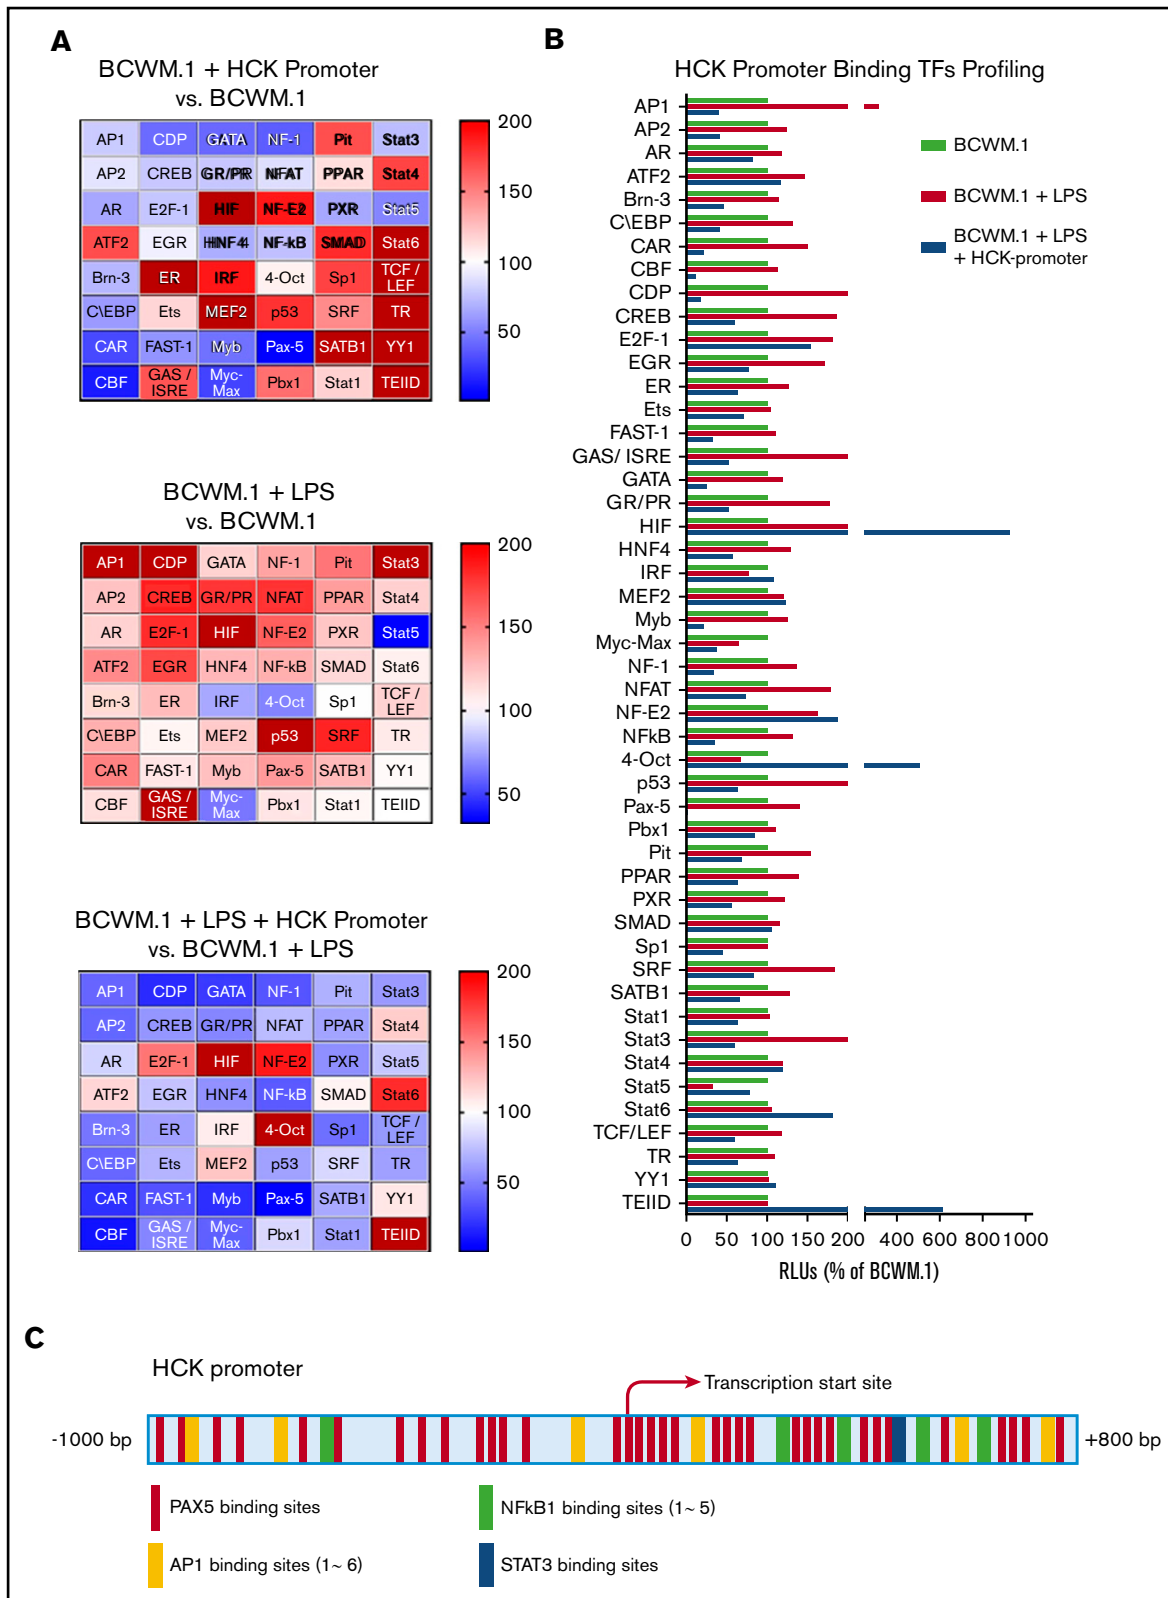 A
BCWM.1 + HCK Promoter
vs. BCWM.1
AP1 CDP GATA NF-1 Pit Stat3
AP2 CREB GR/PR NFAT PPAR Stat4
AR E2F-1 HIF NF-E2 PXR Stat5
ATF2 EGR HNF4 NF-kB SMAD Stat6
Brn-3 ER IRF 4-Oct Sp1 TCF / LEF
C\EBP Ets MEF2 p53 SRF TR
CAR FAST-1 Myb Pax-5 SATB1 YY1
CBF GAS / ISRE Myc-Max Pbx1 Stat1 TEIID
200
150
100
50
BCWM.1 + LPS
vs. BCWM.1
AP1 CDP GATA NF-1 Pit Stat3
AP2 CREB GR/PR NFAT PPAR Stat4
AR E2F-1 HIF NF-E2 PXR Stat5
ATF2 EGR HNF4 NF-kB SMAD Stat6
Brn-3 ER IRF 4-Oct Sp1 TCF / LEF
C\EBP Ets MEF2 p53 SRF TR
CAR FAST-1 Myb Pax-5 SATB1 YY1
CBF GAS / ISRE Myc-Max Pbx1 Stat1 TEIID
200
150
100
50
BCWM.1 + LPS + HCK Promoter
vs. BCWM.1 + LPS
AP1 CDP GATA NF-1 Pit Stat3
AP2 CREB GR/PR NFAT PPAR Stat4
AR E2F-1 HIF NF-E2 PXR Stat5
ATF2 EGR HNF4 NF-kB SMAD Stat6
Brn-3 ER IRF 4-Oct Sp1 TCF / LEF
C\EBP Ets MEF2 p53 SRF TR
CAR FAST-1 Myb Pax-5 SATB1 YY1
CBF GAS / ISRE Myc-Max Pbx1 Stat1 TEIID
200
150
100
50
B
HCK Promoter Binding TFs Profiling
AP1
AP2
AR
ATF2
Brn-3
C\EBP
CAR
CBF
CDP
CREB
E2F-1
EGR
ER
Ets
FAST-1
GAS/ ISRE
GATA
GR/PR
HIF
HNF4
IRF
MEF2
Myb
Myc-Max
NF-1
NFAT
NF-E2
NFkB
4-Oct
p53
Pax-5
Pbx1
Pit
PPAR
PXR
SMAD
Sp1
SRF
SATB1
Stat1
Stat3
Stat4
Stat5
Stat6
TCF/LEF
TR
YY1
TEIID
0 50 100 150 200 400 600 800 1000
RLUs (% of BCWM.1)
BCWM.1
BCWM.1 + LPS
BCWM.1 + LPS
+ HCK-promoter
C
HCK promoter
Transcription start site
-1000 bp
+800 bp
PAX5 binding sites
NFkB1 binding sites (1~ 5)
AP1 binding sites (1~ 6)
STAT3 binding sites